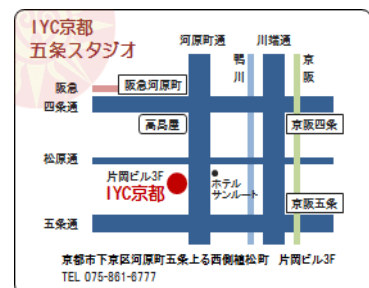 IYC京都
五条スタジオ
河原町通
川端通
鴨川
京阪
阪急
阪急河原町
四条通
高島屋
京阪四条
松原通
片岡ビル3F
IYC京都
ホテル
サンルート
京阪五条
五条通
京都市下京区河原町五条上る西側植松町 片岡ビル3F
TEL 075-861-6777